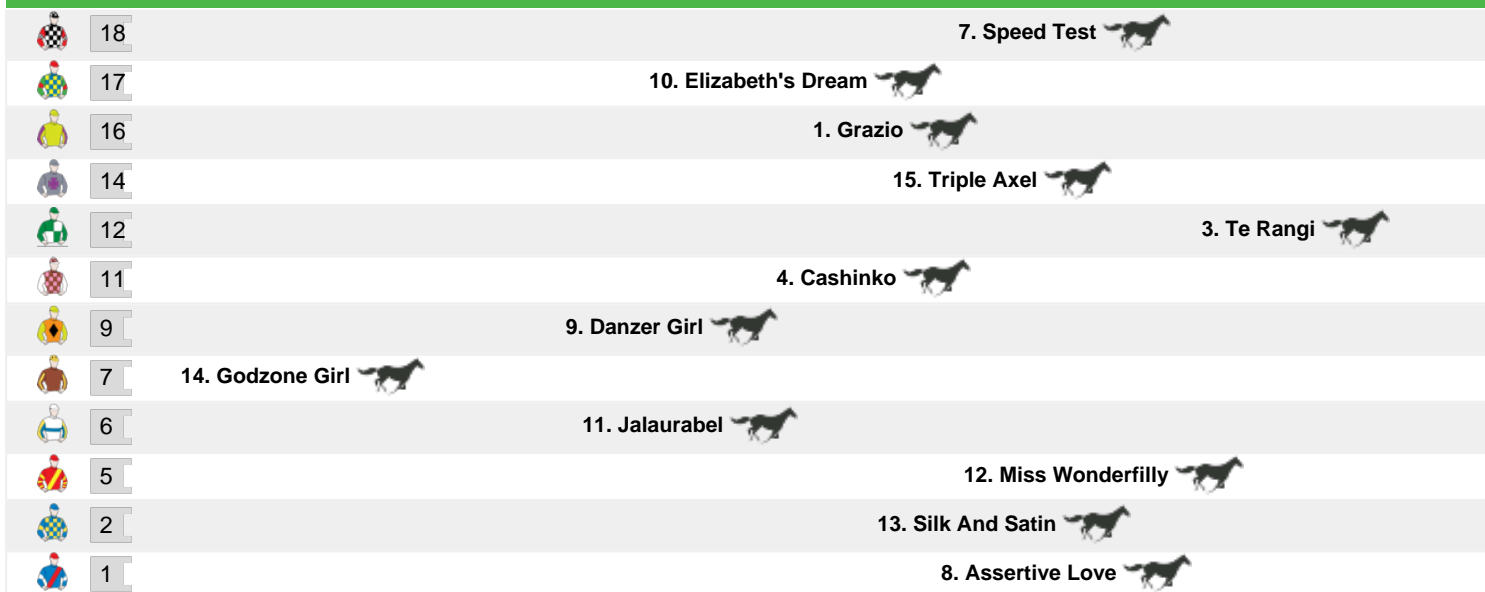 18 7. Speed Test
17 10. Elizabeth's Dream
16 1. Grazio
14 15. Triple Axel
12 3. Te Rangi
11 4. Cashinko
9 9. Danzer Girl
7 14. Godzone Girl
6 11. Jalaurabel
5 12. Miss Wonderfilly
2 13. Silk And Satin
1 8. Assertive Love